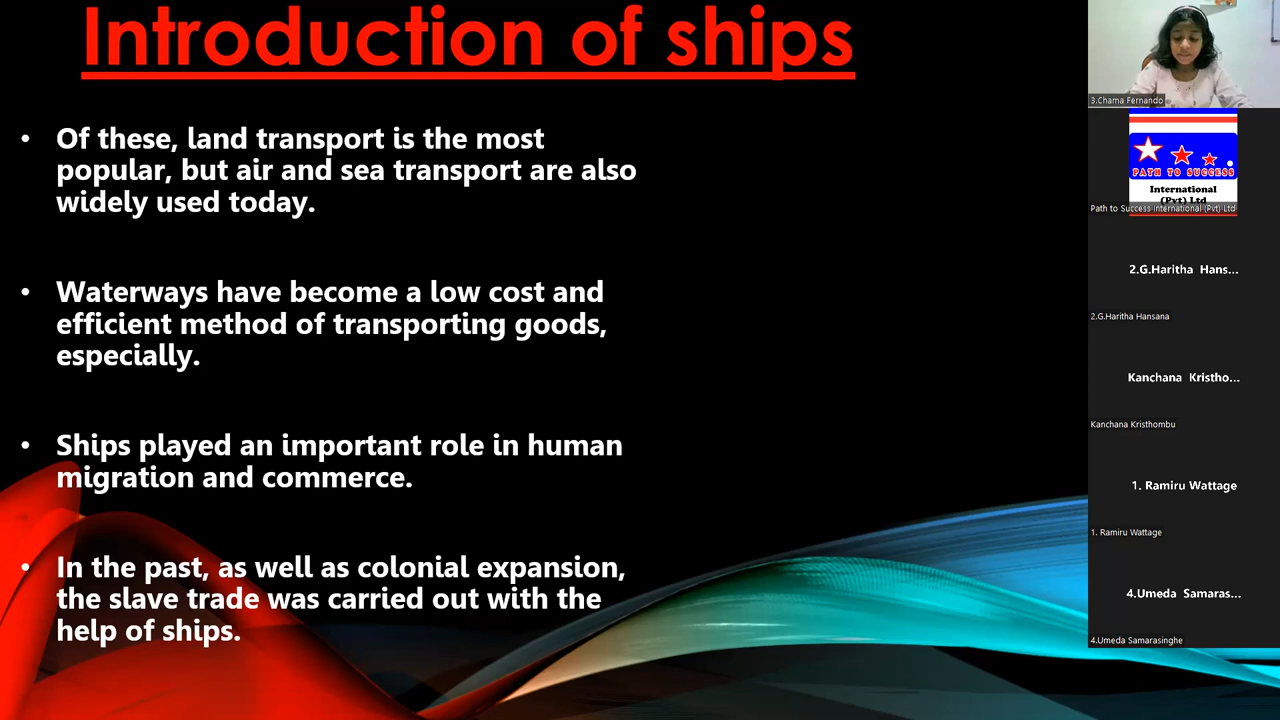 Introduction of ships
• Of these, land transport is the most
popular, but air and sea transport are also
widely used today.
• Waterways have become a low cost and
efficient method of transporting goods,
especially.
• Ships played an important role in human
migration and commerce.
• In the past, as well as colonial expansion,
the slave trade was carried out with the
help of ships.
3.Chama Fernando
PATH TO SUCCESS
International
(Pvt) Ltd
Path to Success International (Pvt) Ltd
2.G.Haritha Hans...
2.G.Haritha Hansana
Kanchana Kristho...
Kanchana Kristhombu
1. Ramiru Wattage
1. Ramiru Wattage
4.Umeda Samaras...
4.Umeda Samarasinghe